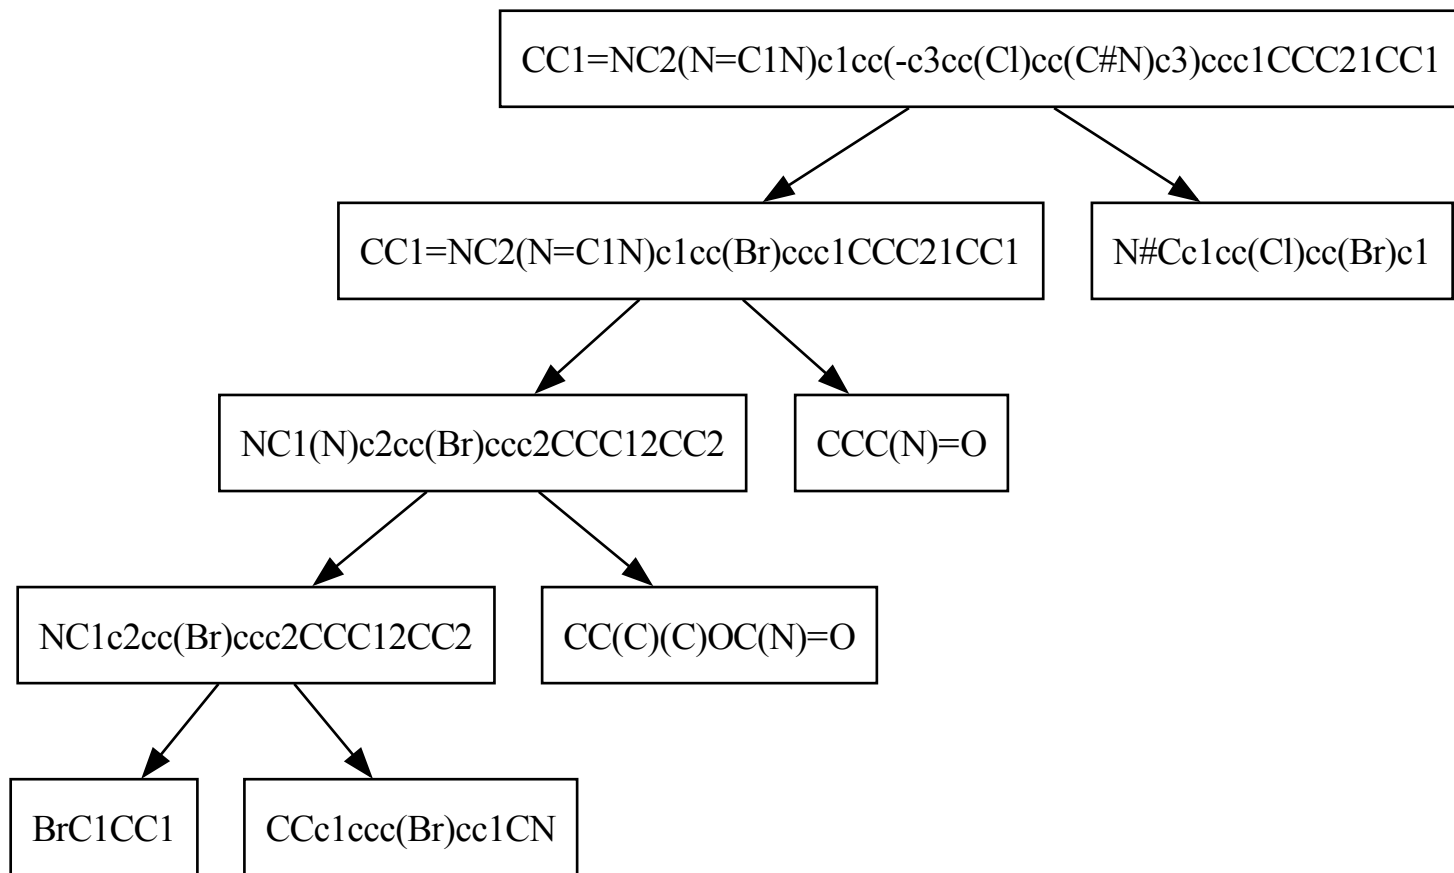 CC1=NC2(N=C1N)c1cc(-c3cc(Cl)cc(C#N)c3)ccc1CCC21CC1
CC1=NC2(N=C1N)c1cc(Br)ccc1CCC21CC1
N#Cc1cc(Cl)cc(Br)c1
NC1(N)c2cc(Br)ccc2CCC12CC2
CCC(N)=O
NC1c2cc(Br)ccc2CCC12CC2
CC(C)(C)OC(N)=O
BrC1CC1
CCc1ccc(Br)cc1CN